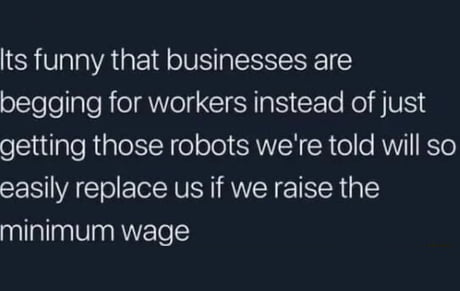 Its funny that businesses are
begging for workers instead of just
getting those robots we're told will so
easily replace us if we raise the
minimum wage